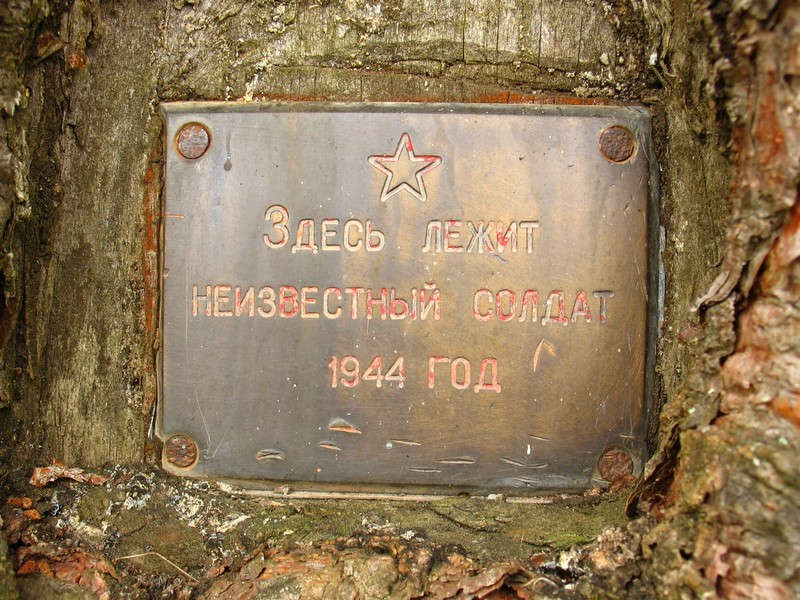 Здесь лежит
неизвестный солдат
1944 год